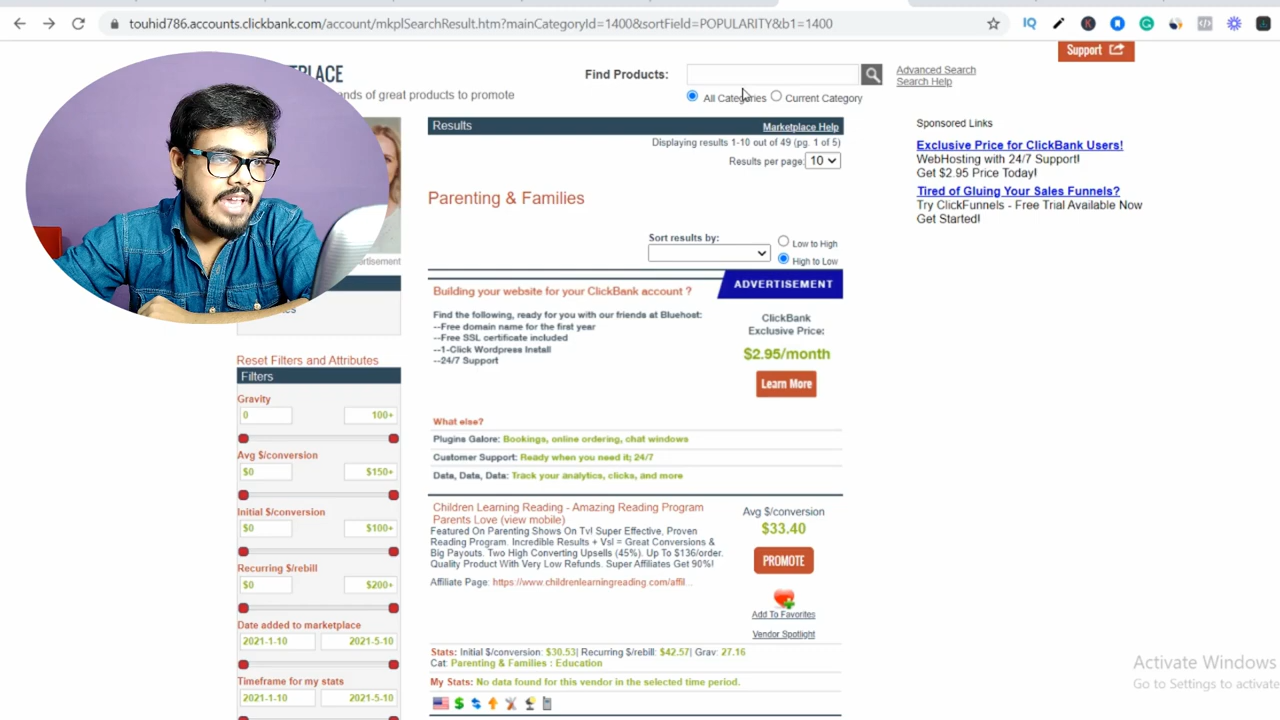 touhid786.accounts.clickbank.com/account/mkplSearchResult.htm?mainCategoryId=1400&sortField=POPULARITY&b1=1400
Support
Find Products:
Advanced Search
Search Help
All Categories
Current Category
of great products to promote
Results
Marketplace Help
Displaying results 1-10 out of 49 (pg. 1 of 5)
Results per page: 10
Sponsored Links
Exclusive Price for ClickBank Users!
WebHosting with 24/7 Support!
Get $2.95 Price Today!
Tired of Gluing Your Sales Funnels?
Try ClickFunnels - Free Trial Available Now
Get Started!
Parenting & Families
Sort results by:
Low to High
High to Low
ADVERTISEMENT
Building your website for your ClickBank account ?
Find the following, ready for you with our friends at Bluehost:
--Free domain name for the first year
--Free SSL certificate included
--1-Click Wordpress Install
--24/7 Support
ClickBank
Exclusive Price:
$2.95/month
Learn More
What else?
Plugins Galore: Bookings, online ordering, chat windows
Customer Support: Ready when you need it; 24/7
Data, Data, Data: Track your analytics, clicks, and more
Reset Filters and Attributes
Filters
Gravity
0 100+
Avg $/conversion
$0 $150+
Initial $/conversion
$0 $100+
Recurring $/rebill
$0 $200+
Date added to marketplace
2021-1-10 2021-5-10
Timeframe for my stats
2021-1-10 2021-5-10
Children Learning Reading - Amazing Reading Program
Parents Love (view mobile)
Featured On Parenting Shows On Tv! Super Effective, Proven
Reading Program. Incredible Results + Vsl = Great Conversions &
Big Payouts. Two High Converting Upsells (45%). Up To $136/order.
Quality Product With Very Low Refunds. Super Affiliates Get 90%!
Affiliate Page: https://www.childrenlearningreading.com/affil...
Avg $/conversion
$33.40
PROMOTE
Add To Favorites
Vendor Spotlight
Stats: Initial $/conversion: $30.53| Recurring $/rebill: $42.57| Grav: 27.16
Cat: Parenting & Families : Education
My Stats: No data found for this vendor in the selected time period.
Activate Windows
Go to Settings to activate